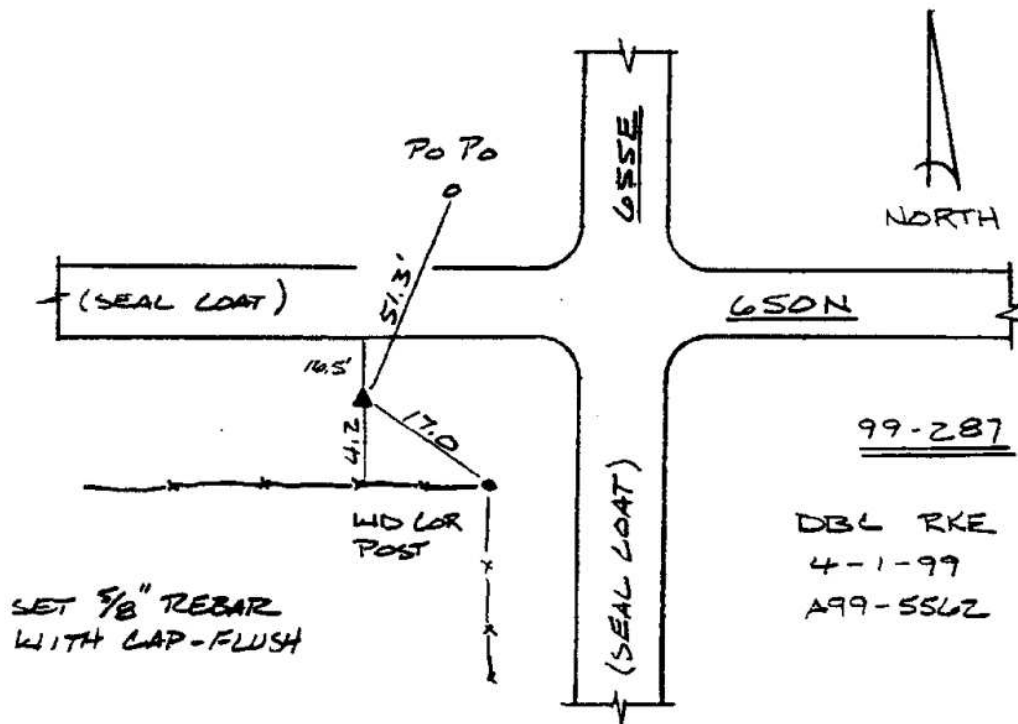 Po Po
655E
NORTH
51.3'
(SEAL COAT)
650N
16.5'
17.0
4.2
99-287
WD COR
POST
(SEAL COAT)
DBL RKE
4-1-99
A99-5562
SET 5/8" REBAR
WITH CAP-FLUSH